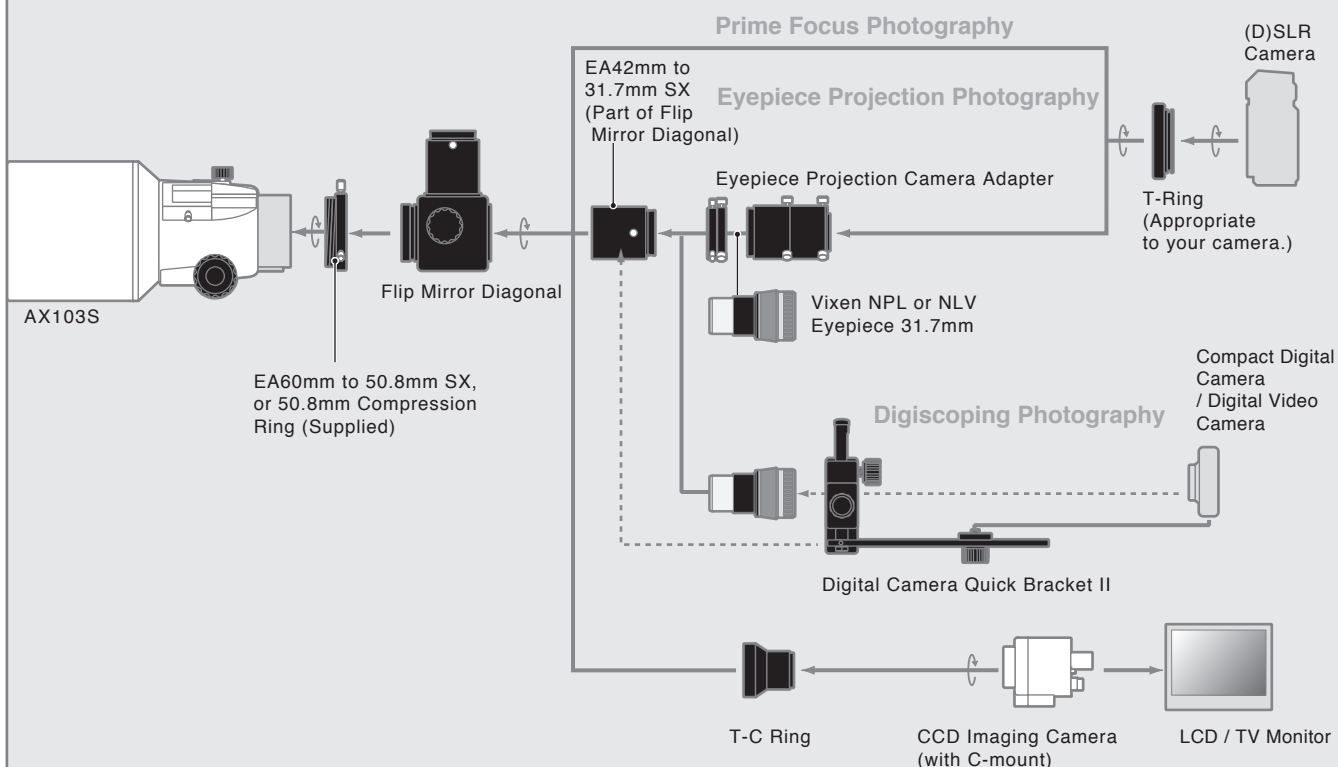 Prime Focus Photography
(D)SLR
Camera
EA42mm to
31.7mm SX
(Part of Flip
Mirror Diagonal)
Eyepiece Projection Photography
Eyepiece Projection Camera Adapter
T-Ring
(Appropriate
to your camera.)
Flip Mirror Diagonal
Vixen NPL or NLV
Eyepiece 31.7mm
AX103S
EA60mm to 50.8mm SX,
or 50.8mm Compression
Ring (Supplied)
Compact Digital
Camera
/ Digital Video
Camera
Digiscoping Photography
Digital Camera Quick Bracket II
T-C Ring
CCD Imaging Camera
(with C-mount)
LCD / TV Monitor